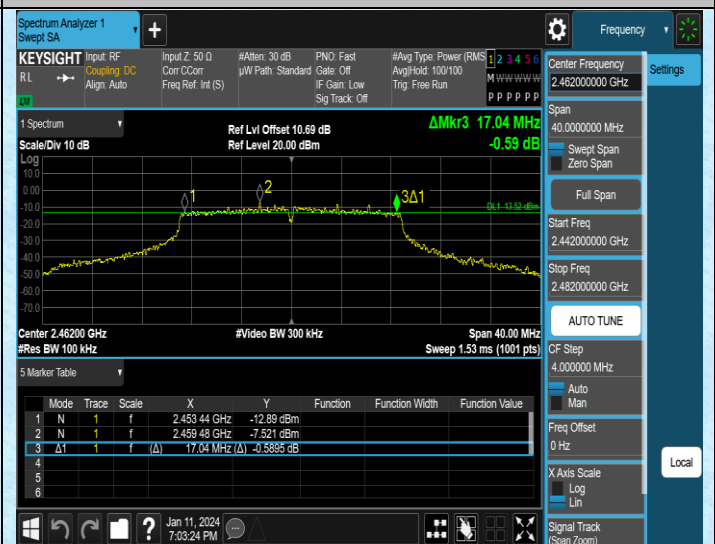 Spectrum Analyzer 1
Swept SA
+
Frequency
KEYSIGHT
RL
LXI
Input: RF
Coupling: DC
Align: Auto
Input Z: 50 Ω
Corr CCorr
Freq Ref: Int (S)
#Atten: 30 dB
µW Path: Standard
PNO: Fast
Gate: Off
IF Gain: Low
Sig Track: Off
#Avg Type: Power (RMS
Avg|Hold: 100/100
Trig: Free Run
1 2 3 4 5 6
M W W W W W
P P P P P P
1 Spectrum
Scale/Div 10 dB
Ref Lvl Offset 10.69 dB
Ref Level 20.00 dBm
ΔMkr3 17.04 MHz
-0.59 dB
Log
10.0
0.00
-10.0
-20.0
-30.0
-40.0
-50.0
-60.0
-70.0
1
2
3Δ1
DL1 -13.52 dBm
Center 2.46200 GHz
#Video BW 300 kHz
Span 40.00 MHz
#Res BW 100 kHz
Sweep 1.53 ms (1001 pts)
5 Marker Table
Mode Trace Scale X Y Function Function Width Function Value
1 N 1 f 2.453 44 GHz -12.89 dBm
2 N 1 f 2.459 48 GHz -7.521 dBm
3 Δ1 1 f (Δ) 17.04 MHz (Δ) -0.5895 dB
4
5
6
Jan 11, 2024
7:03:24 PM
?
Center Frequency
2.462000000 GHz
Span
40.0000000 MHz
Swept Span
Zero Span
Full Span
Start Freq
2.442000000 GHz
Stop Freq
2.482000000 GHz
AUTO TUNE
CF Step
4.000000 MHz
Auto
Man
Freq Offset
0 Hz
X Axis Scale
Log
Lin
Signal Track
(Span Zoom)
Settings
Local